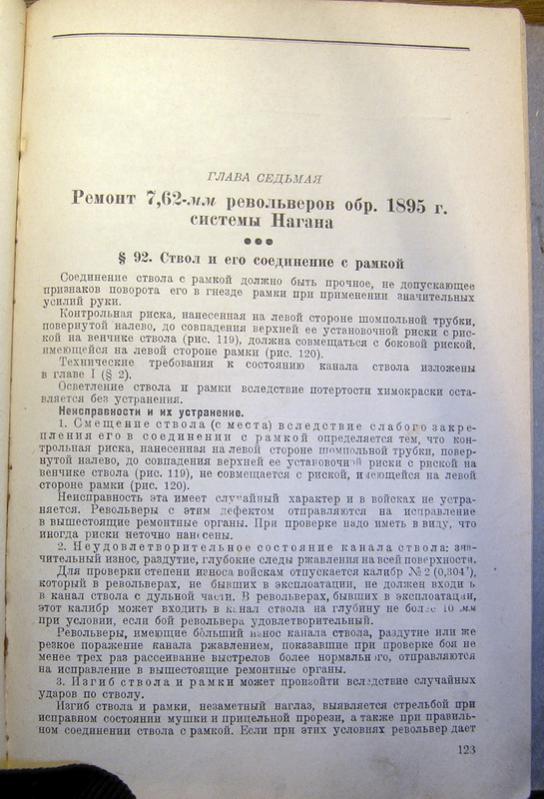 ГЛАВА СЕДЬМАЯ
Ремонт 7,62-мм револьверов обр. 1895 г.
системы Нагана
§ 92. Ствол и его соединение с рамкой
Соединение ствола с рамкой должно быть прочное, не допускающее
признаков поворота его в гнезде рамки при применении значительных
усилий руки.
Контрольная риска, нанесенная на левой стороне шомпольной трубки,
повернутой налево, до совпадения верхней ее установочной риски с рис-
кой на венчике ствола (рис. 119), должна совмещаться с боковой риской,
имеющейся на левой стороне рамки (рис. 120).
Технические требования к состоянию канала ствола изложены
в главе I (§ 2).
Осветление ствола и рамки вследствие потертости химокраски оста-
вляется без устранения.
Неисправности и их устранение.
1. Смещение ствола (с места) вследствие слабого закре-
пления его в соединении с рамкой определяется тем, что кон-
трольная риска, нанесенная на левой стороне шомпольной трубки, повер-
нутой налево, до совпадения верхней ее установочной риски с риской на
венчике ствола (рис. 119), не совмещается с риской, имеющейся на левой
стороне рамки (рис. 120).
Неисправность эта имеет случайный характер и в войсках не устра-
няется. Револьверы с этим дефектом отправляются на исправление
в вышестоящие ремонтные органы. При проверке надо иметь в виду, что
иногда риски неточно нанесены.
2. Неудовлетворительное состояние канала ствола: зна-
чительный износ, раздутие, глубокие следы ржавления на всей поверхности.
Для проверки степени износа войскам отпускается калибр № 2 (0,304"),
который в револьверах, не бывших в эксплоатации, не должен входить
в канал ствола с дульной части. В револьверах, бывших в эксплоатации,
этот калибр может входить в канал ствола на глубину не более 10 мм
при условии, если бой револьвера удовлетворительный.
Револьверы, имеющие больший износ канала ствола, раздутие или же
резкое поражение канала ржавлением, показавшие при проверке боя не
менее трех раз рассеивание выстрелов более нормального, отправляются
на исправление в вышестоящие ремонтные органы.
3. Изгиб ствола и рамки может произойти вследствие случайных
ударов по стволу.
Изгиб ствола и рамки, незаметный наглаз, выявляется стрельбой при
исправном состоянии мушки и прицельной прорези, а также при правиль-
ном соединении ствола с рамкой. Если при этих условиях револьвер дает
123